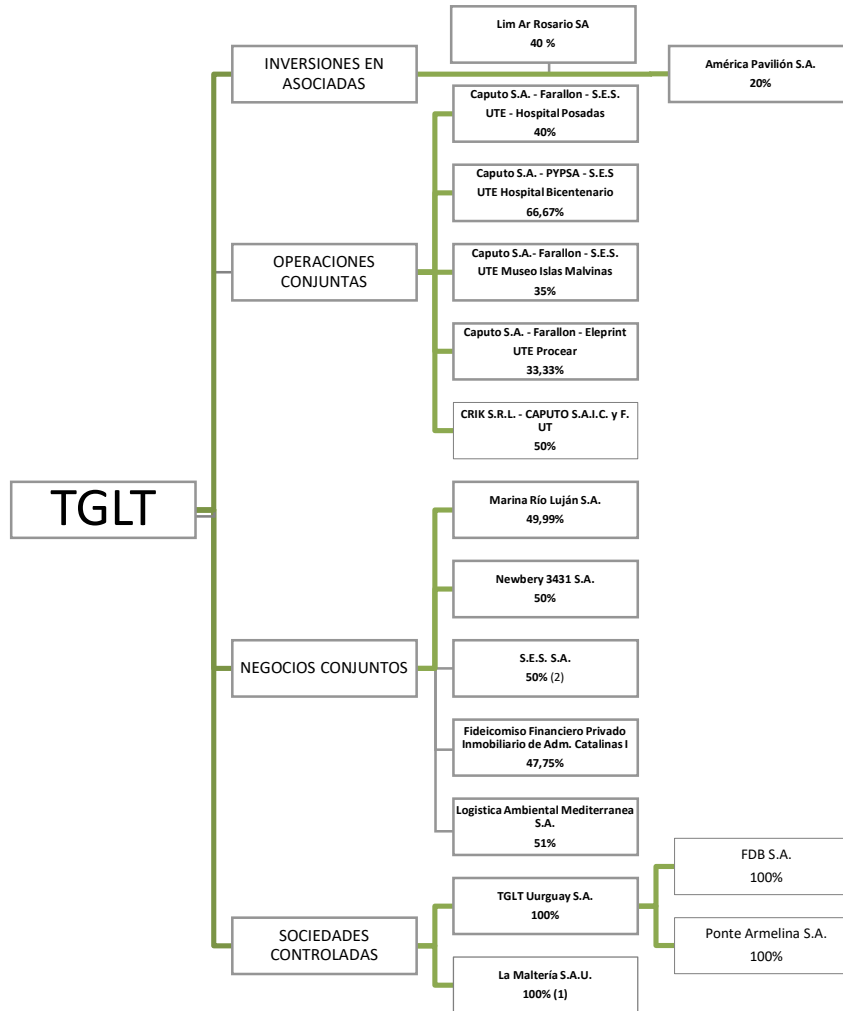 TGLT
INVERSIONES EN
ASOCIADAS
Lim Ar Rosario SA
40 %
América Pavilión S.A.
20%
OPERACIONES
CONJUNTAS
Caputo S.A. - Farallon - S.E.S.
UTE - Hospital Posadas
40%
Caputo S.A. - PYPSA - S.E.S
UTE Hospital Bicentenario
66,67%
Caputo S.A.- Farallon - S.E.S.
UTE Museo Islas Malvinas
35%
Caputo S.A. - Farallon - Eleprint
UTE Procear
33,33%
CRIK S.R.L. - CAPUTO S.A.I.C. y F.
UT
50%
NEGOCIOS CONJUNTOS
Marina Río Luján S.A.
49,99%
Newbery 3431 S.A.
50%
S.E.S. S.A.
50% (2)
Fideicomiso Financiero Privado
Inmobiliario de Adm. Catalinas I
47,75%
Logistica Ambiental Mediterranea
S.A.
51%
SOCIEDADES
CONTROLADAS
TGLT Uurguay S.A.
100%
FDB S.A.
100%
Ponte Armelina S.A.
100%
La Maltería S.A.U.
100% (1)